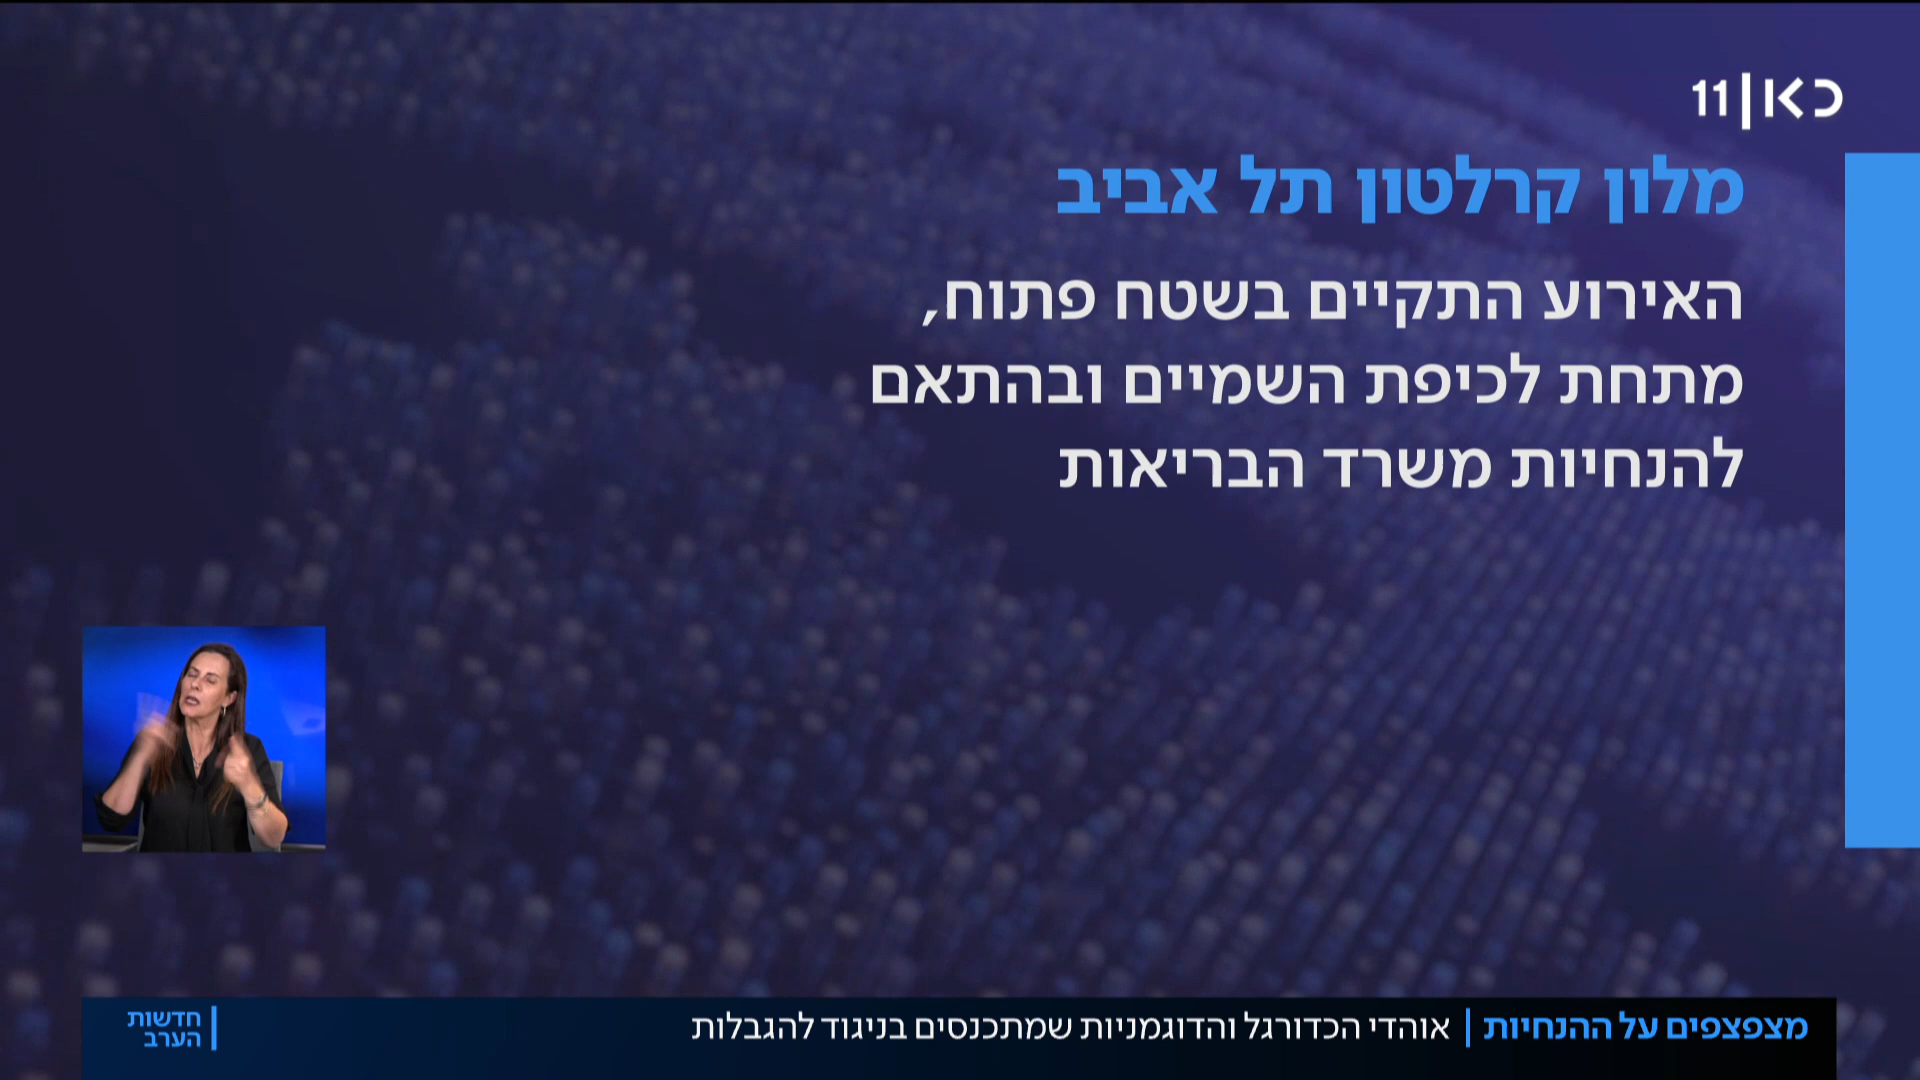 כאן 11
מלון קרלטון תל אביב
האירוע התקיים בשטח פתוח,
מתחת לכיפת השמיים ובהתאם
להנחיות משרד הבריאות
מצפצפים על ההנחיות | אוהדי הכדורגל והדוגמניות שמתכנסים בניגוד להגבלות
חדשות
הערב